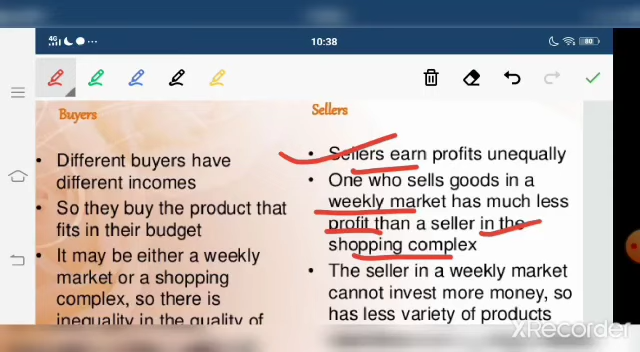 4G
10:38
80
Buyers
• Different buyers have
different incomes
• So they buy the product that
fits in their budget
• It may be either a weekly
market or a shopping
complex, so there is
inequality in the quality of
Sellers
• Sellers earn profits unequally
• One who sells goods in a
weekly market has much less
profit than a seller in the
shopping complex
• The seller in a weekly market
cannot invest more money, so
has less variety of products
XRecorder